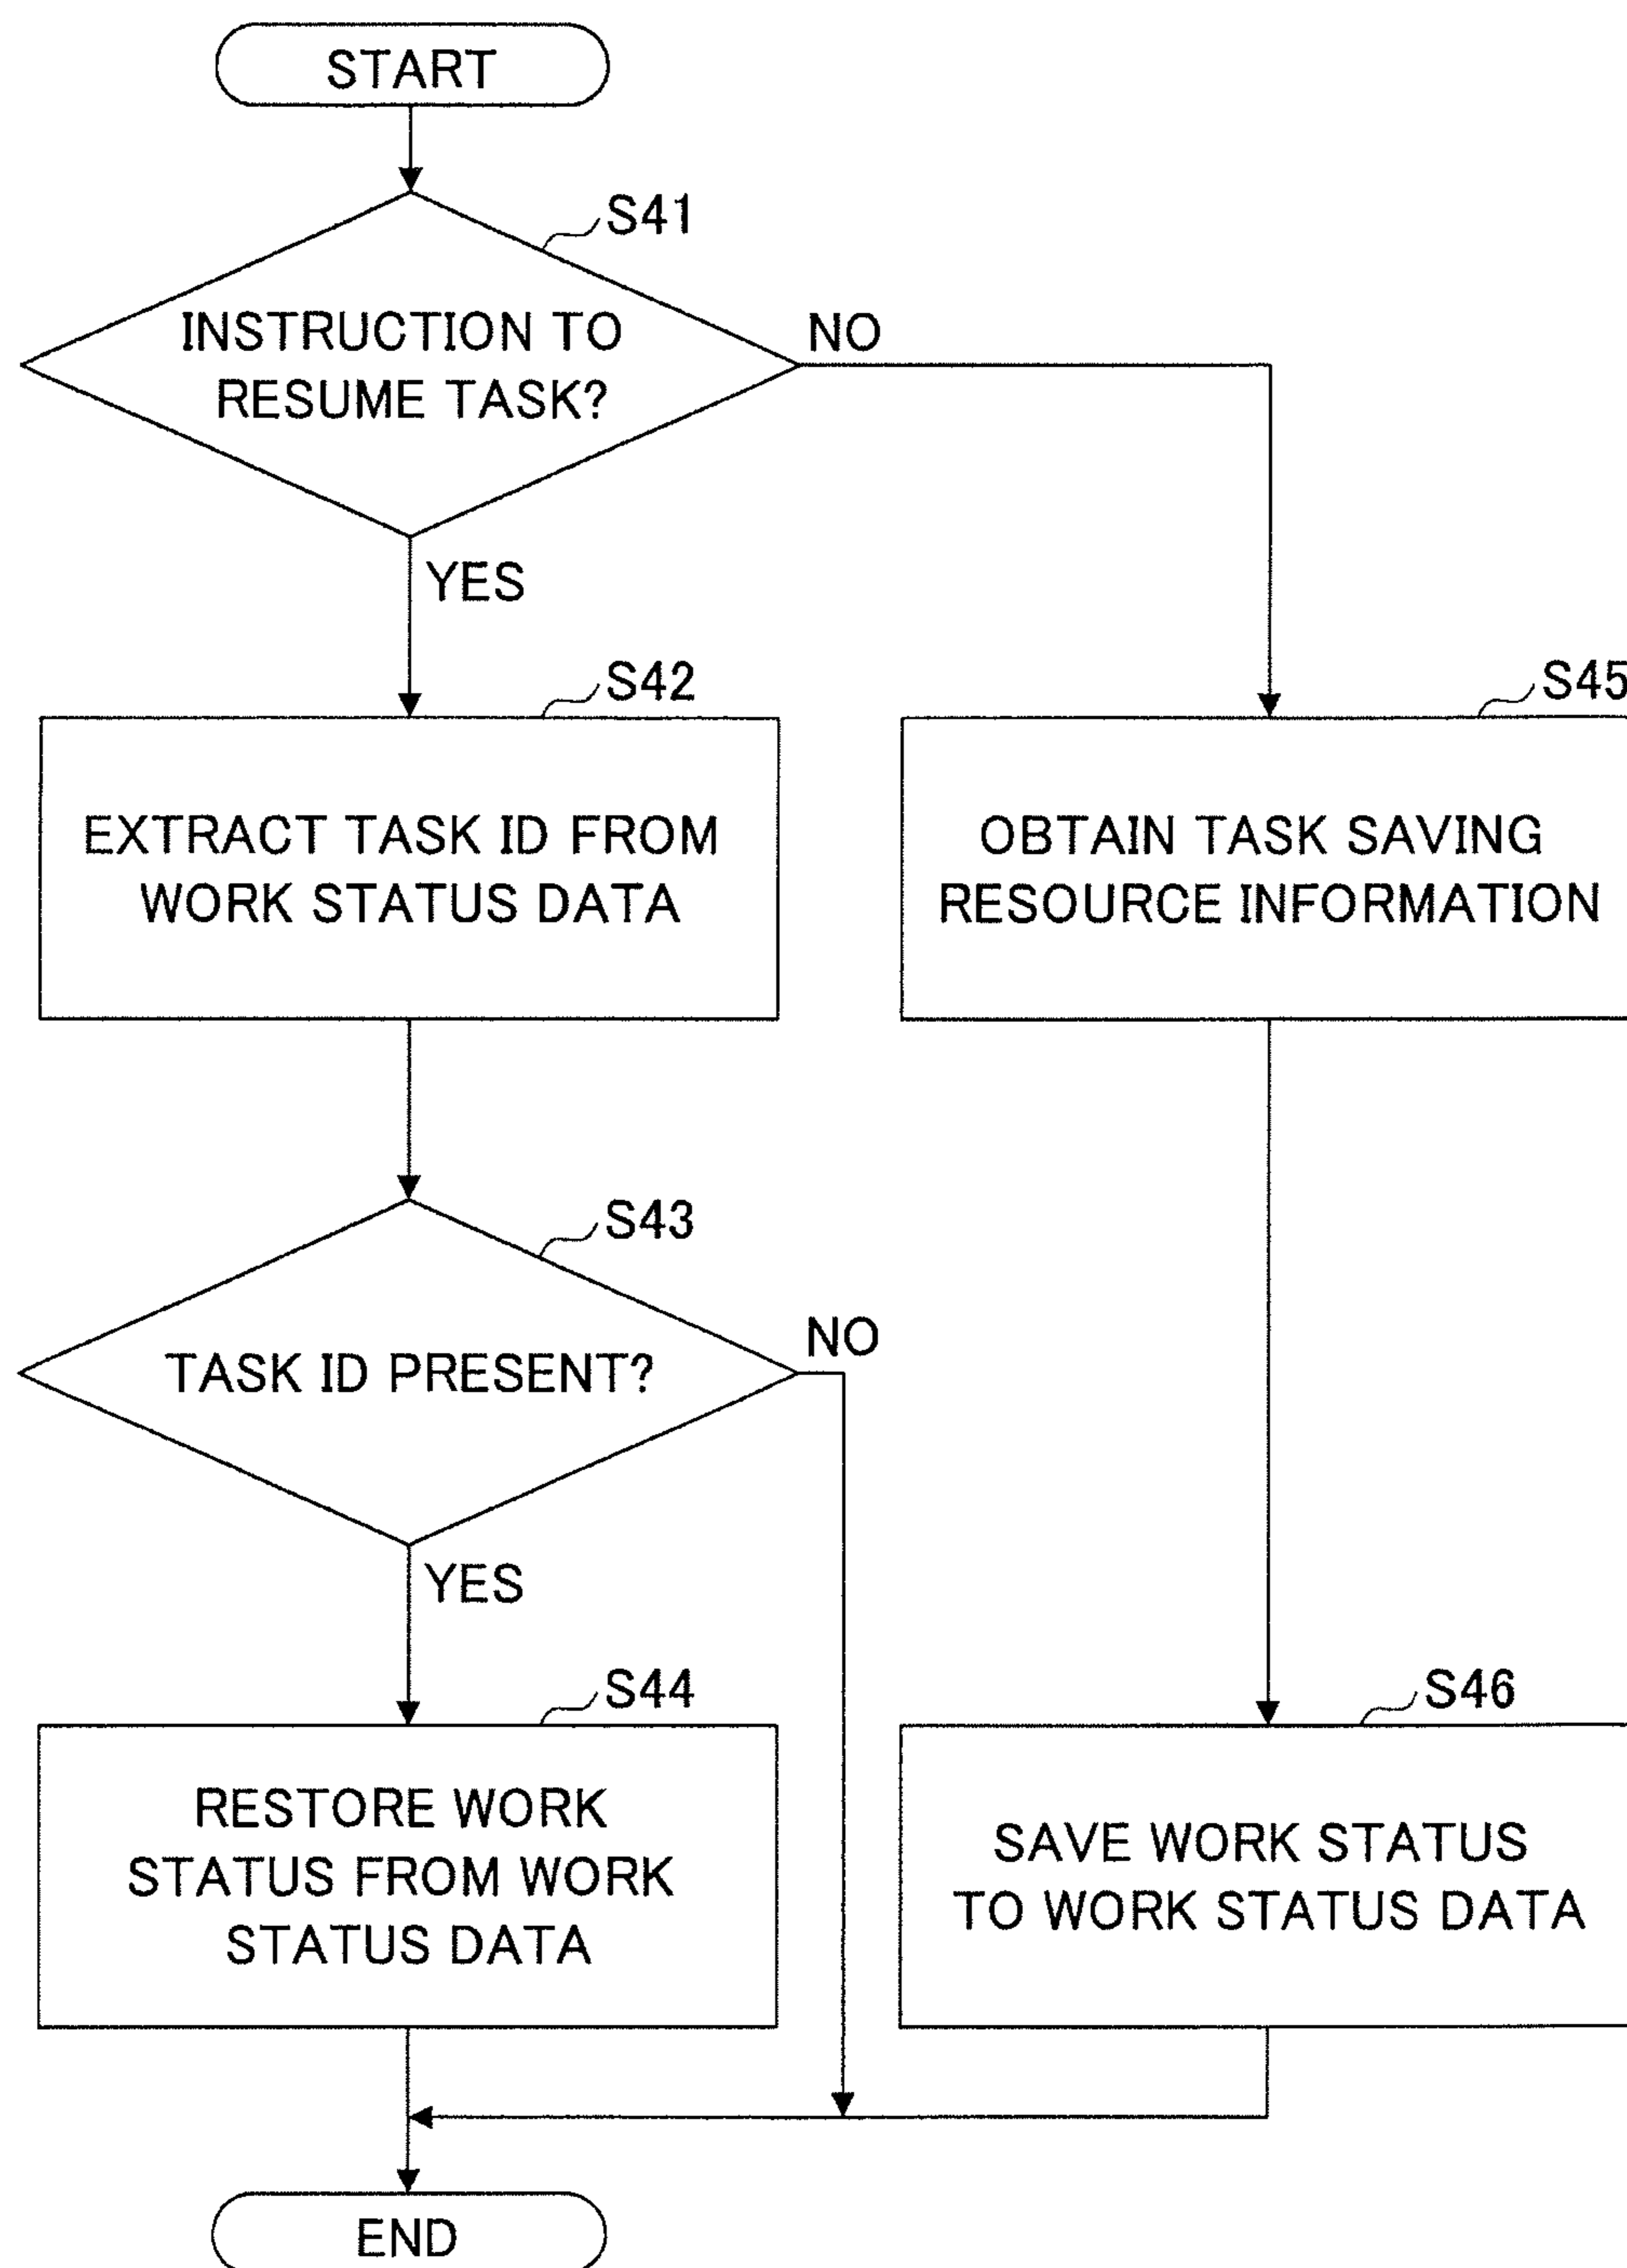 START
S41
INSTRUCTION TO
RESUME TASK?
NO
YES
S42
EXTRACT TASK ID FROM
WORK STATUS DATA
S45
OBTAIN TASK SAVING
RESOURCE INFORMATION
S43
TASK ID PRESENT?
NO
YES
S44
RESTORE WORK
STATUS FROM WORK
STATUS DATA
S46
SAVE WORK STATUS
TO WORK STATUS DATA
END